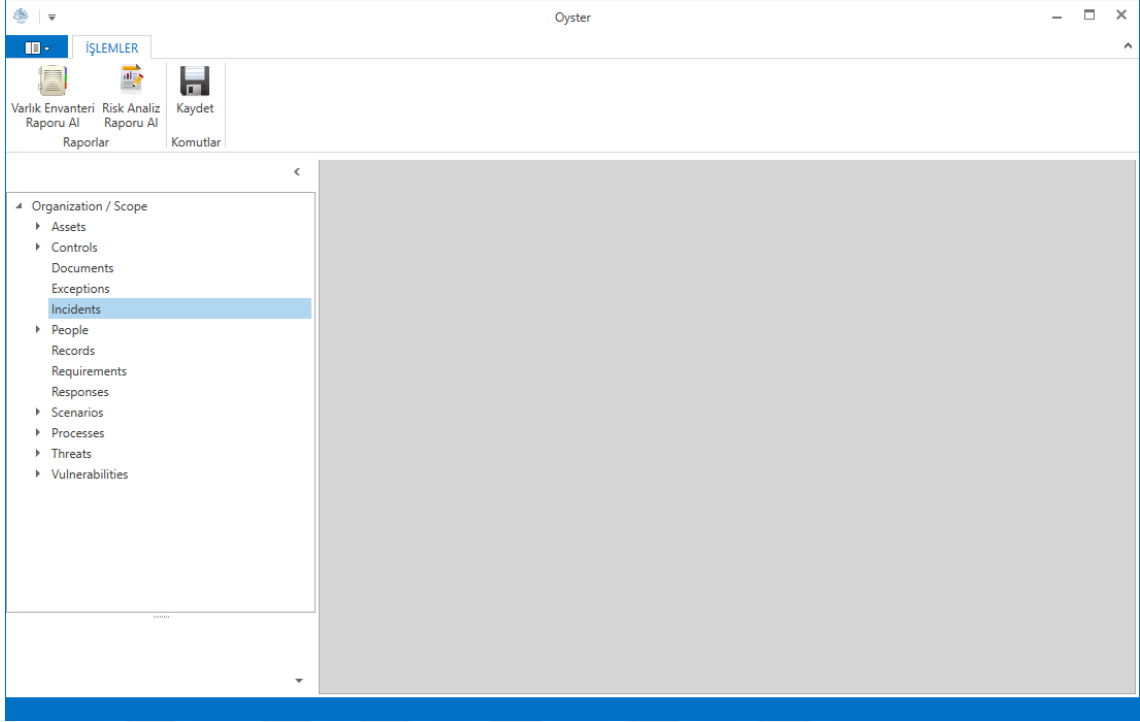 Oyster
İŞLEMLER
Varlık Envanteri Raporu Al
Risk Analiz Raporu Al
Kaydet
Raporlar
Komutlar
Organization / Scope
Assets
Controls
Documents
Exceptions
Incidents
People
Records
Requirements
Responses
Scenarios
Processes
Threats
Vulnerabilities